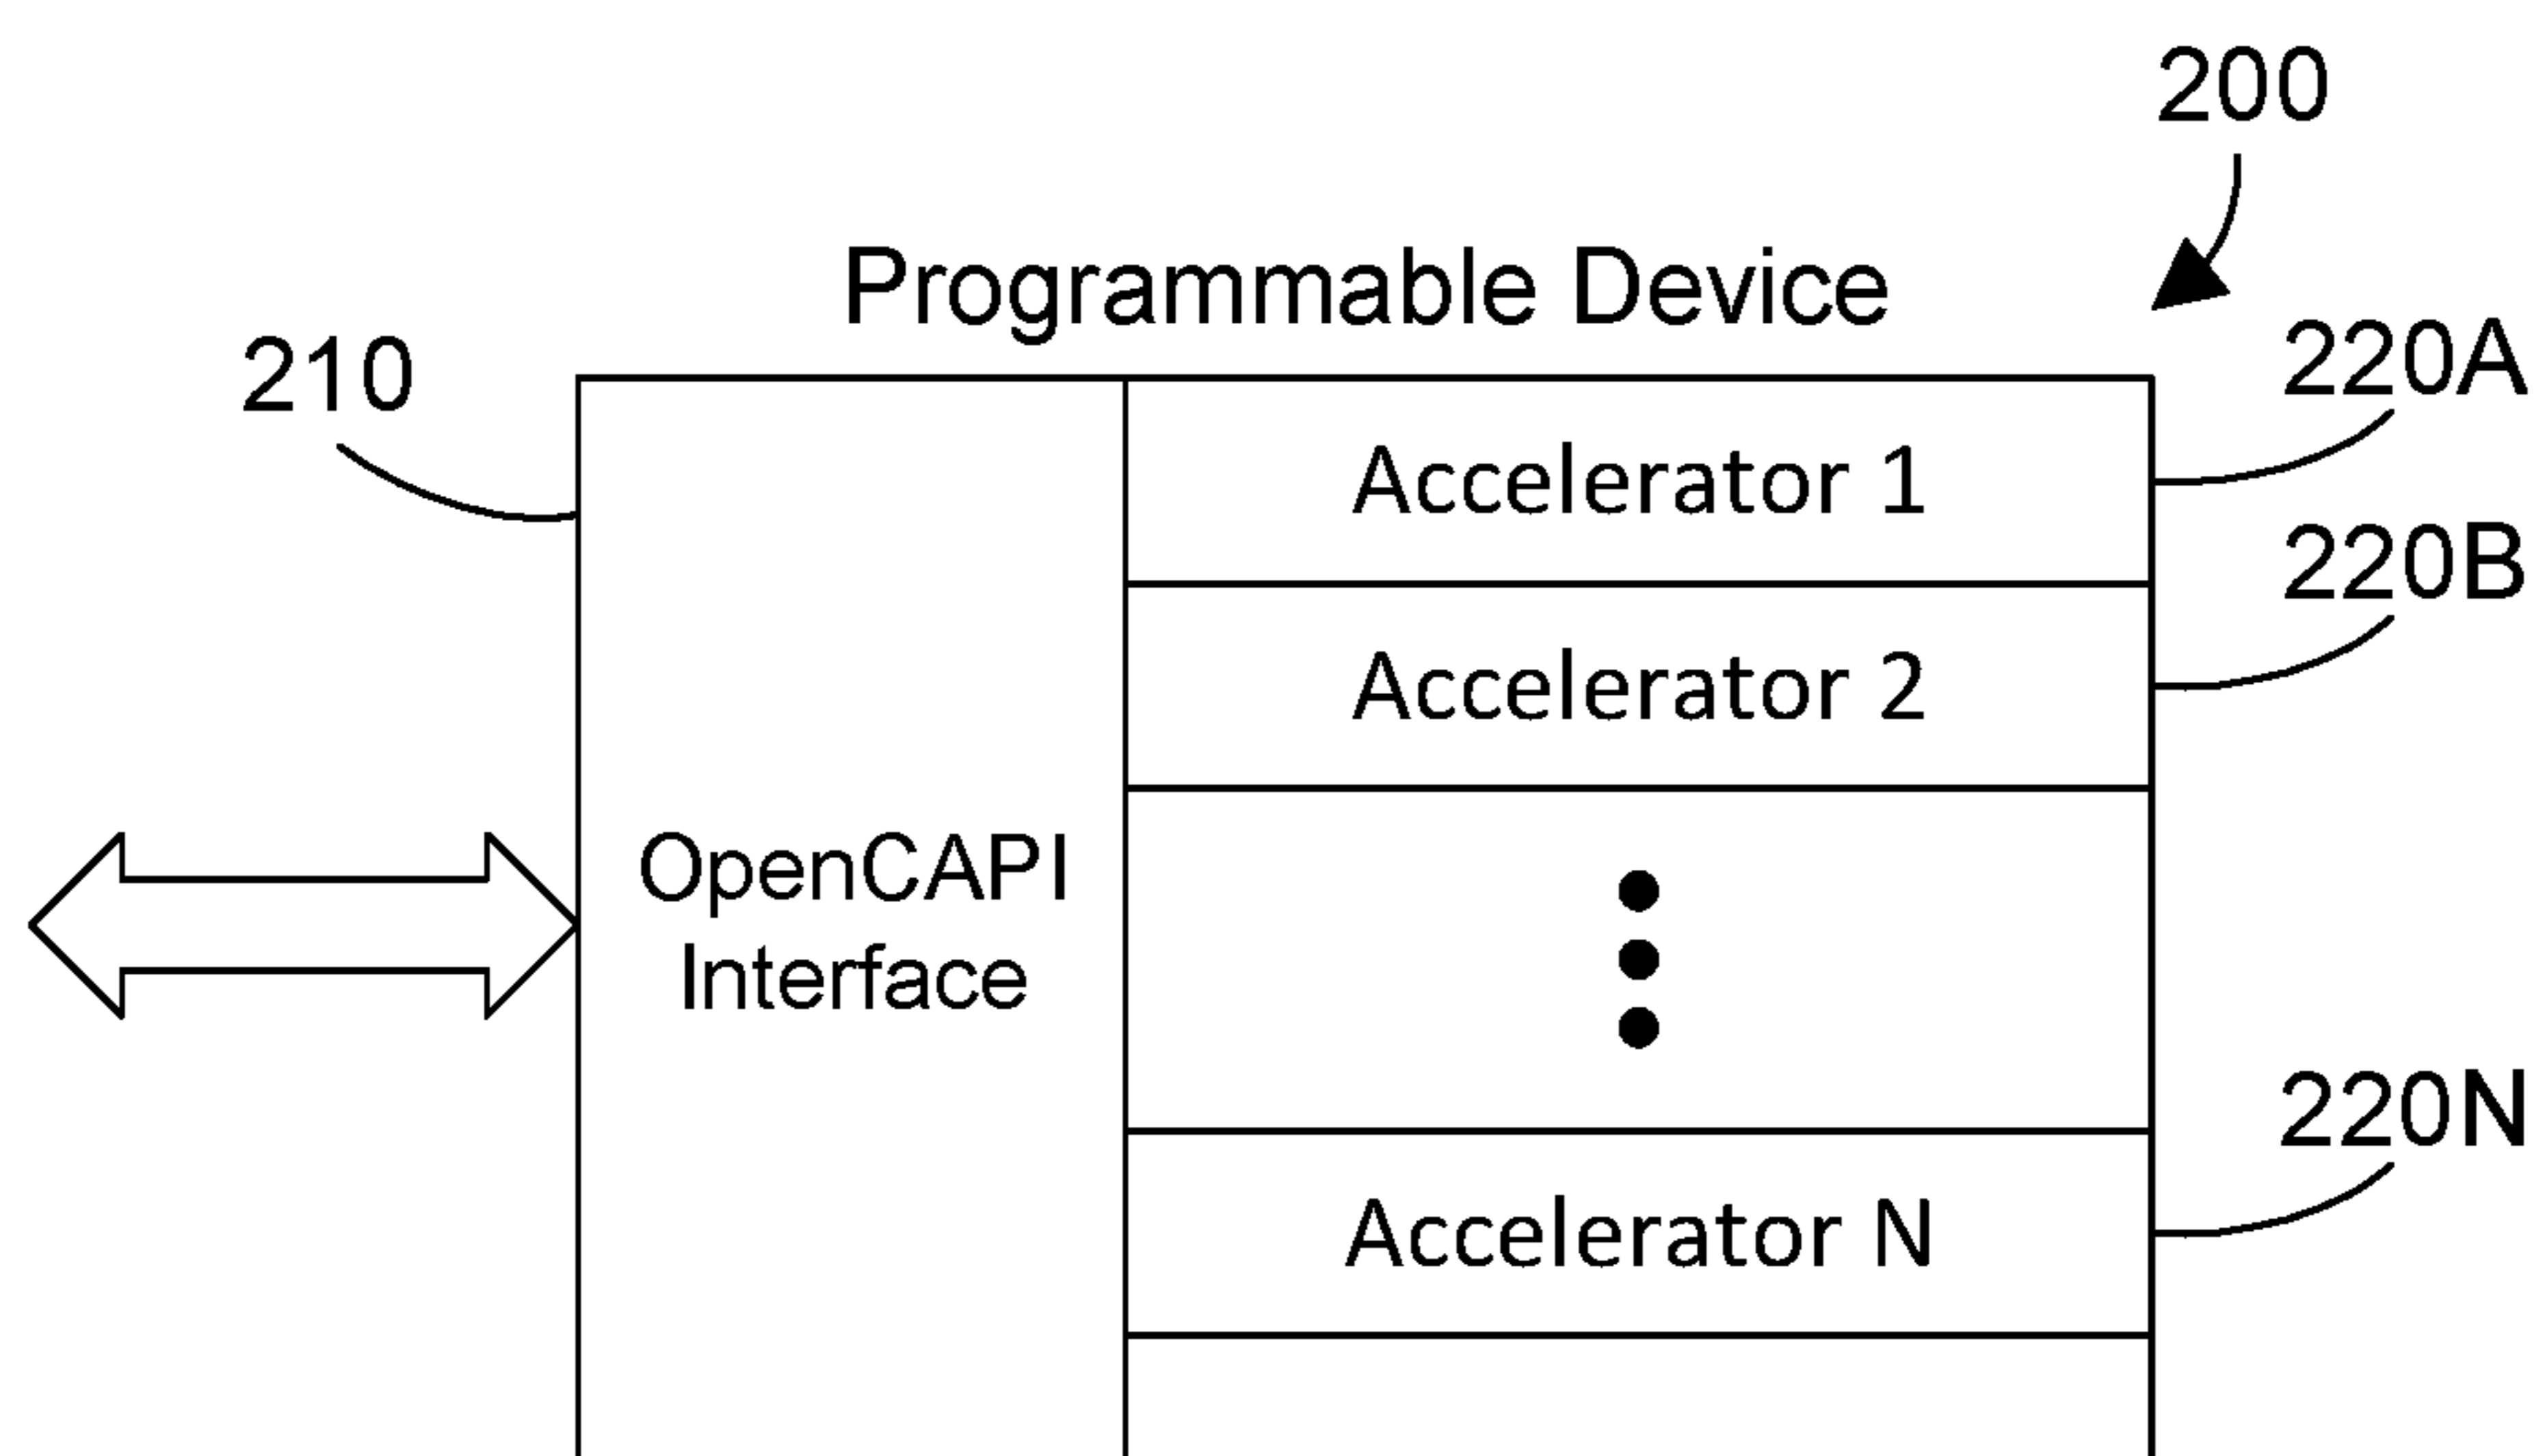 200
Programmable Device
210
220A
Accelerator 1
220B
Accelerator 2
OpenCAPI
Interface
220N
Accelerator N